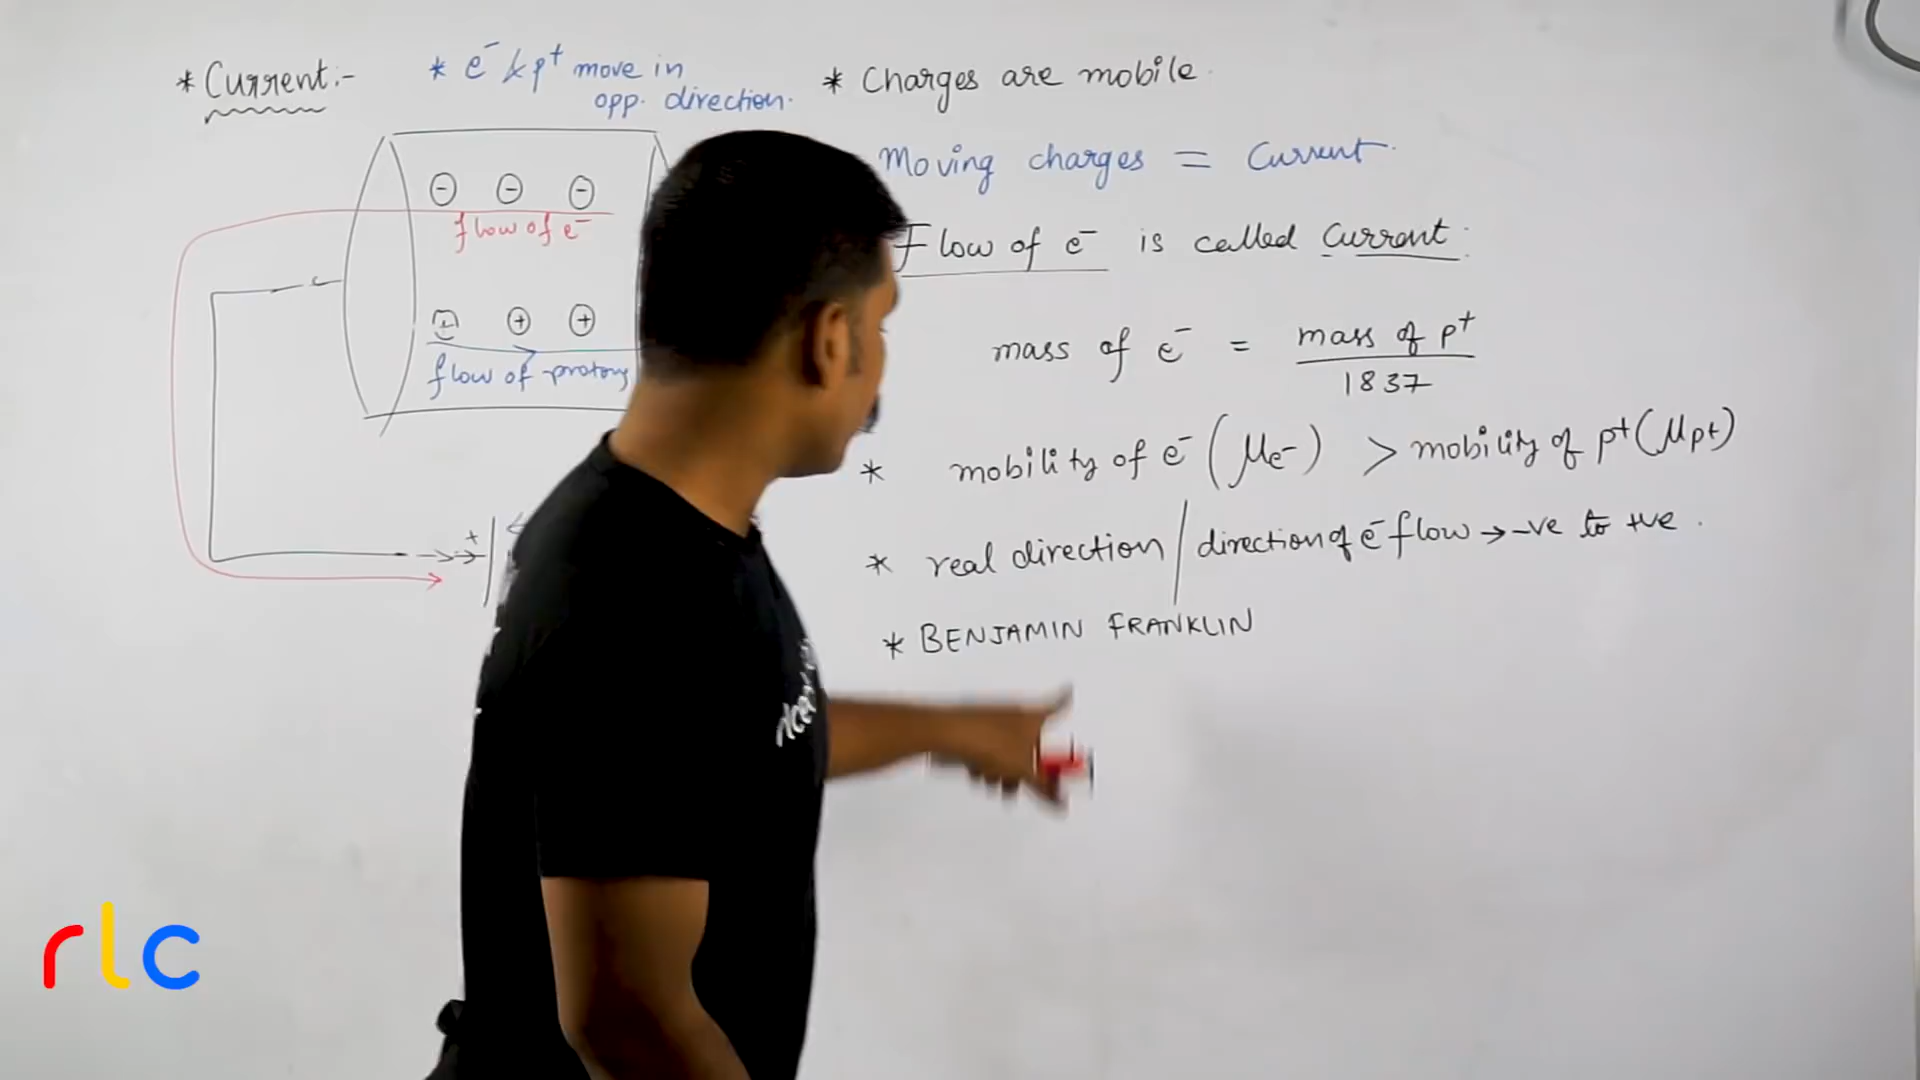 * Current:-
* e⁻ & p⁺ move in
opp. direction.
flow of e⁻
flow of protons
+
* Charges are mobile.
Moving charges = Current.
Flow of e⁻ is called Current.
mass of e⁻ = mass of p⁺
1837
* mobility of e⁻ (μe⁻) > mobility of p⁺ (μp+)
* real direction / direction of e⁻ flow → -ve to +ve.
* BENJAMIN FRANKLIN
rlc